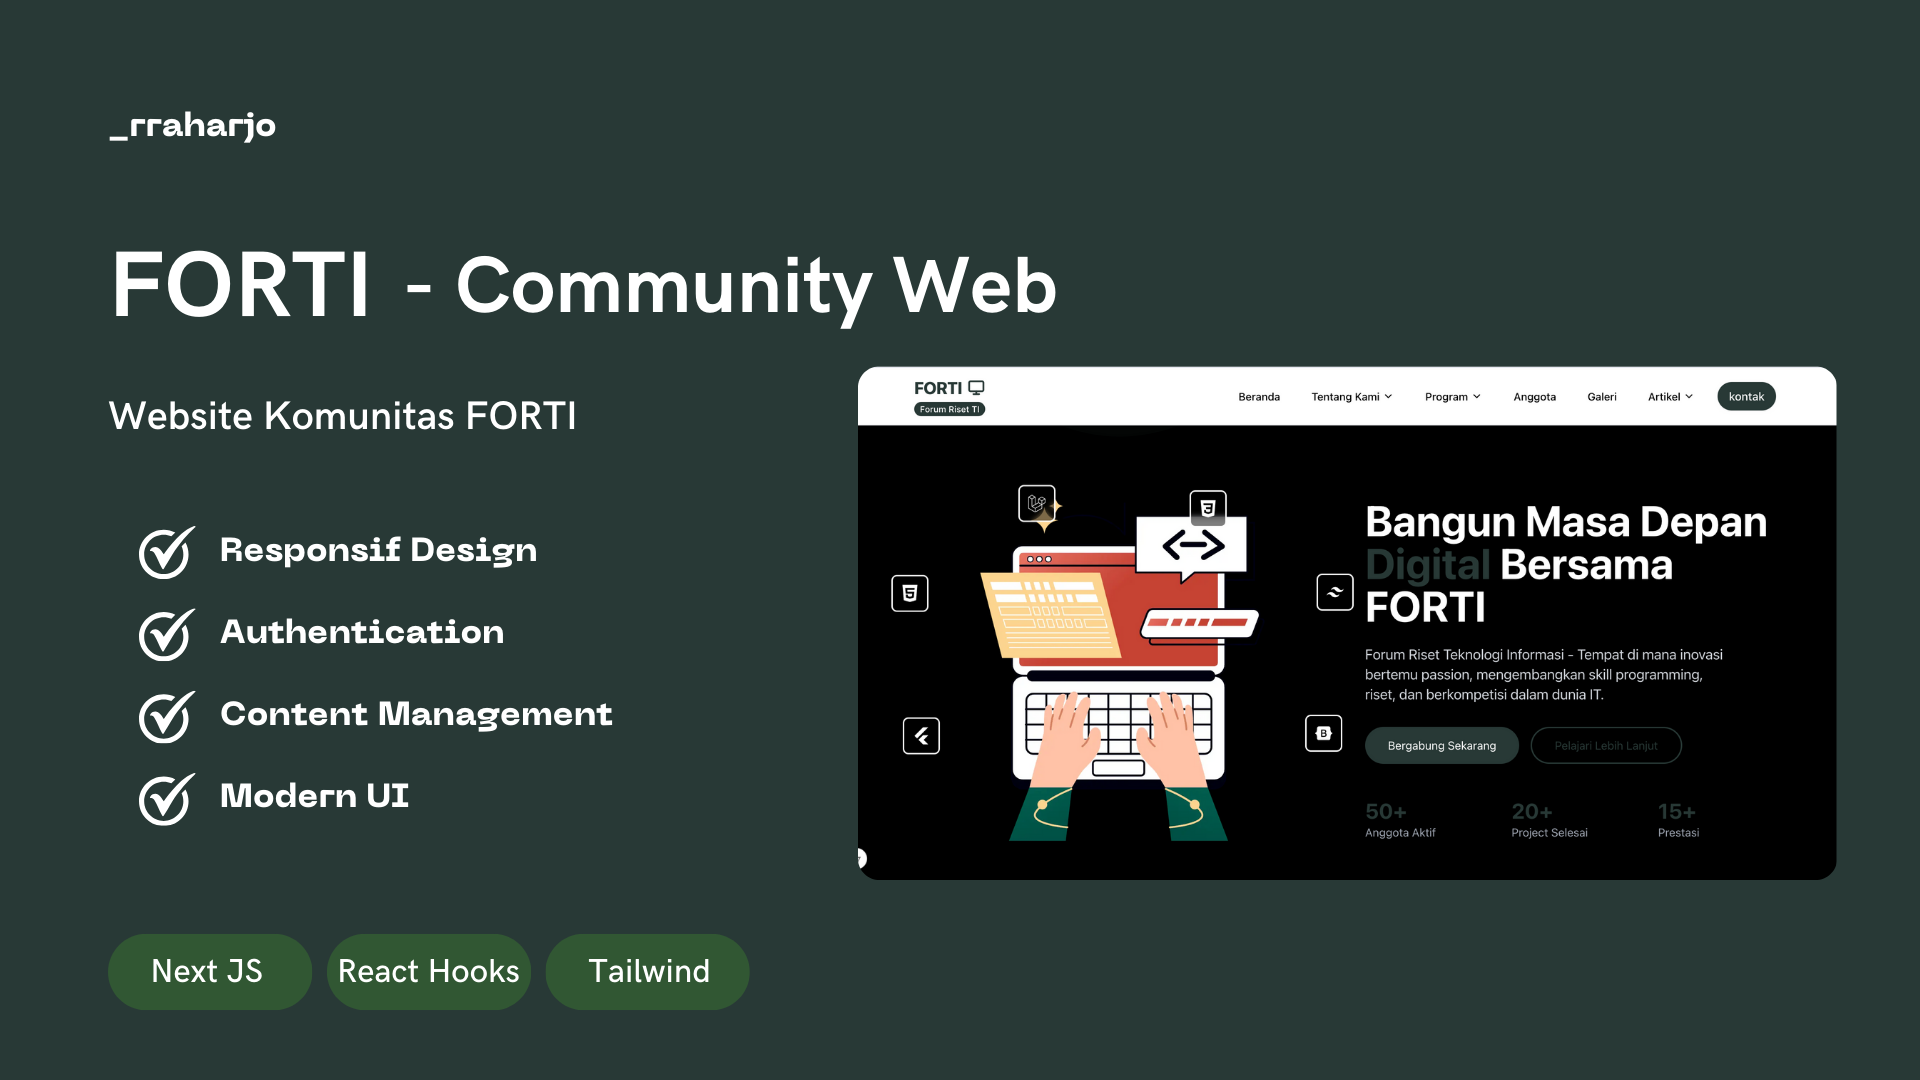 _rraharjo
FORTI - Community Web
Website Komunitas FORTI
Responsif Design
Authentication
Content Management
Modern UI
Next JS
React Hooks
Tailwind
FORTI
Forum Riset TI
Beranda
Tentang Kami
Program
Anggota
Galeri
Artikel
kontak
Bangun Masa Depan
Digital Bersama
FORTI
Forum Riset Teknologi Informasi - Tempat di mana inovasi
bertemu passion, mengembangkan skill programming,
riset, dan berkompetisi dalam dunia IT.
Bergabung Sekarang
Pelajari Lebih Lanjut
50+
Anggota Aktif
20+
Project Selesai
15+
Prestasi